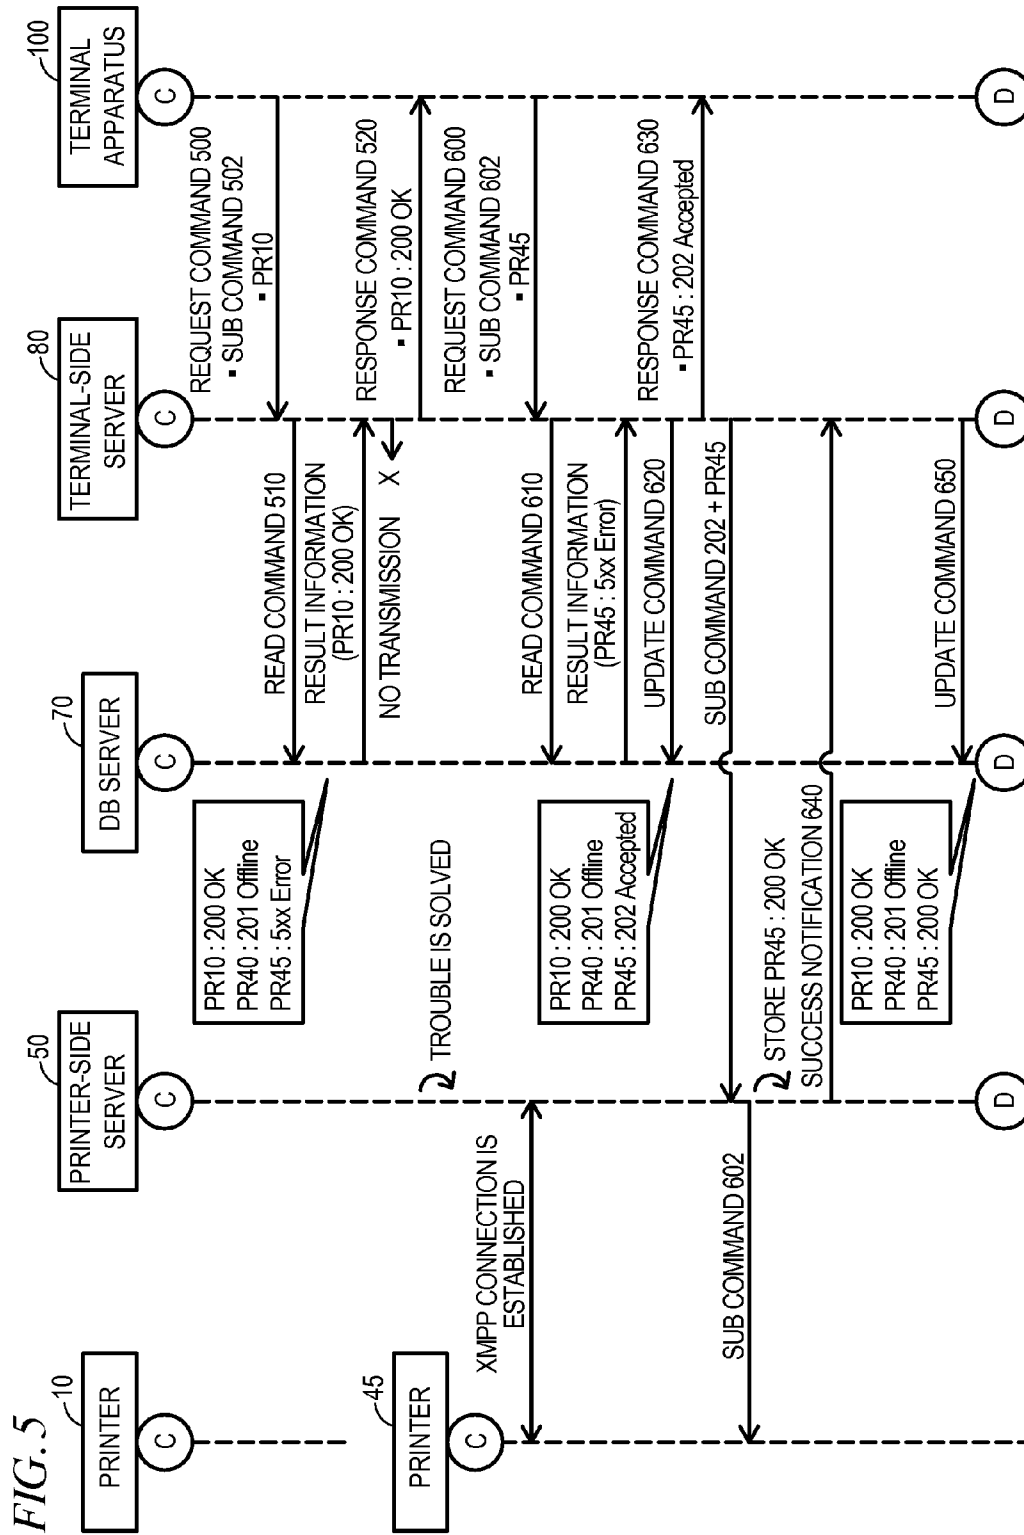 FIG. 5
10
PRINTER
C
45
PRINTER
C
50
PRINTER-SIDE
SERVER
C
70
DB SERVER
C
80
TERMINAL-SIDE
SERVER
C
100
TERMINAL
APPARATUS
C
REQUEST COMMAND 500
▪ SUB COMMAND 502
▪ PR10
READ COMMAND 510
PR10 : 200 OK
PR40 : 201 Offline
PR45 : 5xx Error
RESULT INFORMATION
(PR10 : 200 OK)
NO TRANSMISSION X
RESPONSE COMMAND 520
▪ PR10 : 200 OK
TROUBLE IS SOLVED
XMPP CONNECTION IS
ESTABLISHED
REQUEST COMMAND 600
▪ SUB COMMAND 602
▪ PR45
READ COMMAND 610
RESULT INFORMATION
(PR45 : 5xx Error)
UPDATE COMMAND 620
PR10 : 200 OK
PR40 : 201 Offline
PR45 : 202 Accepted
RESPONSE COMMAND 630
▪ PR45 : 202 Accepted
SUB COMMAND 202 + PR45
SUB COMMAND 602
STORE PR45 : 200 OK
SUCCESS NOTIFICATION 640
UPDATE COMMAND 650
PR10 : 200 OK
PR40 : 201 Offline
PR45 : 200 OK
D
D
D
D